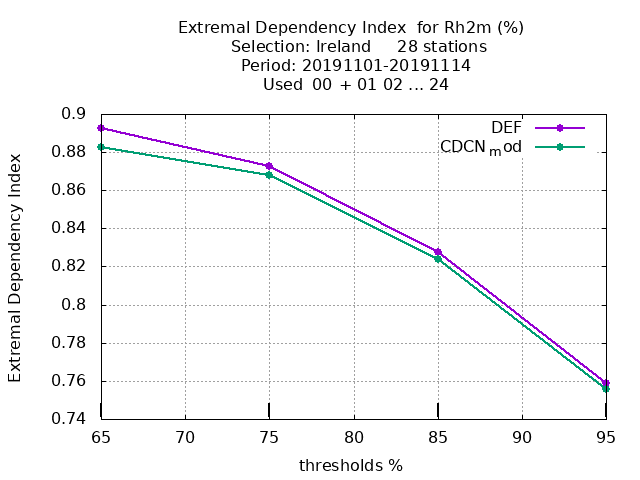 Extremal Dependency Index  for Rh2m (%)
Selection: Ireland     28 stations
Period: 20191101-20191114
Used  00 + 01 02 ... 24
Extremal Dependency Index
0.9
0.88
0.86
0.84
0.82
0.8
0.78
0.76
0.74
DEF
CDCNmod
65 70 75 80 85 90 95
thresholds %